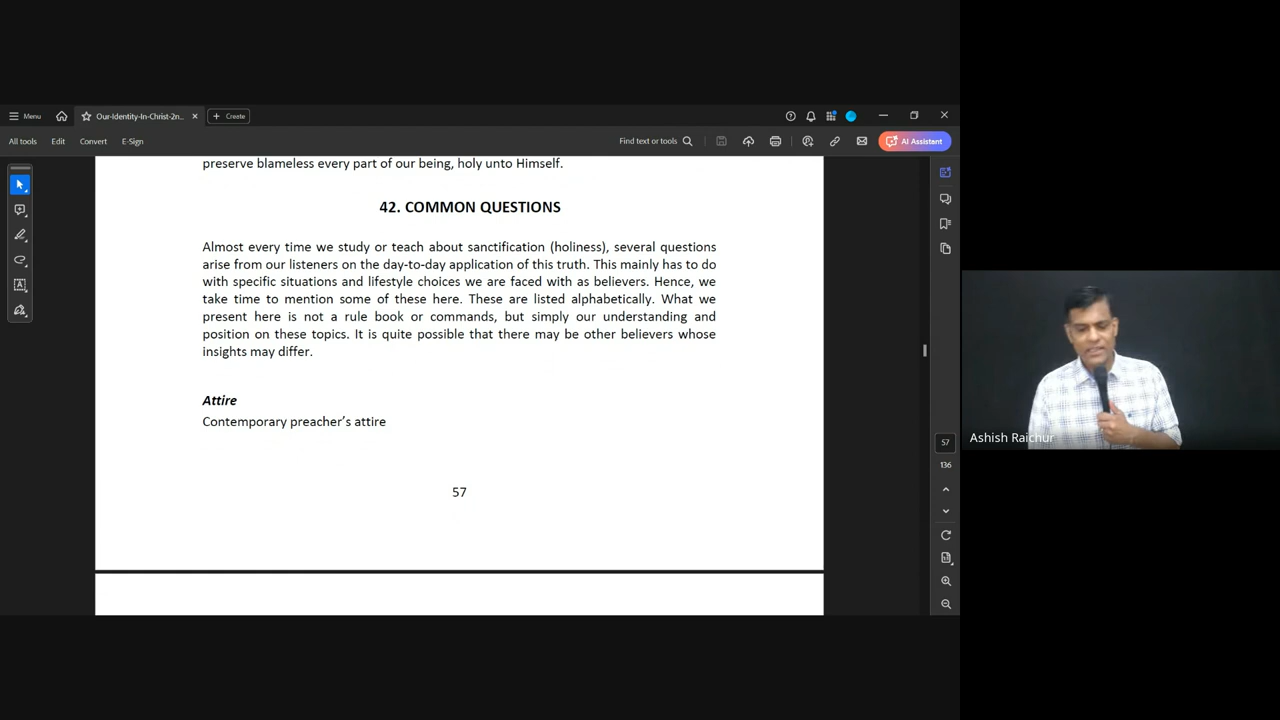 Menu
Our-Identity-In-Christ-2n...
Create
All tools
Edit
Convert
E-Sign
Find text or tools
AI Assistant
preserve blameless every part of our being, holy unto Himself.
42. COMMON QUESTIONS
Almost every time we study or teach about sanctification (holiness), several questions
arise from our listeners on the day-to-day application of this truth. This mainly has to do
with specific situations and lifestyle choices we are faced with as believers. Hence, we
take time to mention some of these here. These are listed alphabetically. What we
present here is not a rule book or commands, but simply our understanding and
position on these topics. It is quite possible that there may be other believers whose
insights may differ.
Attire
Contemporary preacher's attire
57
57
136
Ashish Raichur